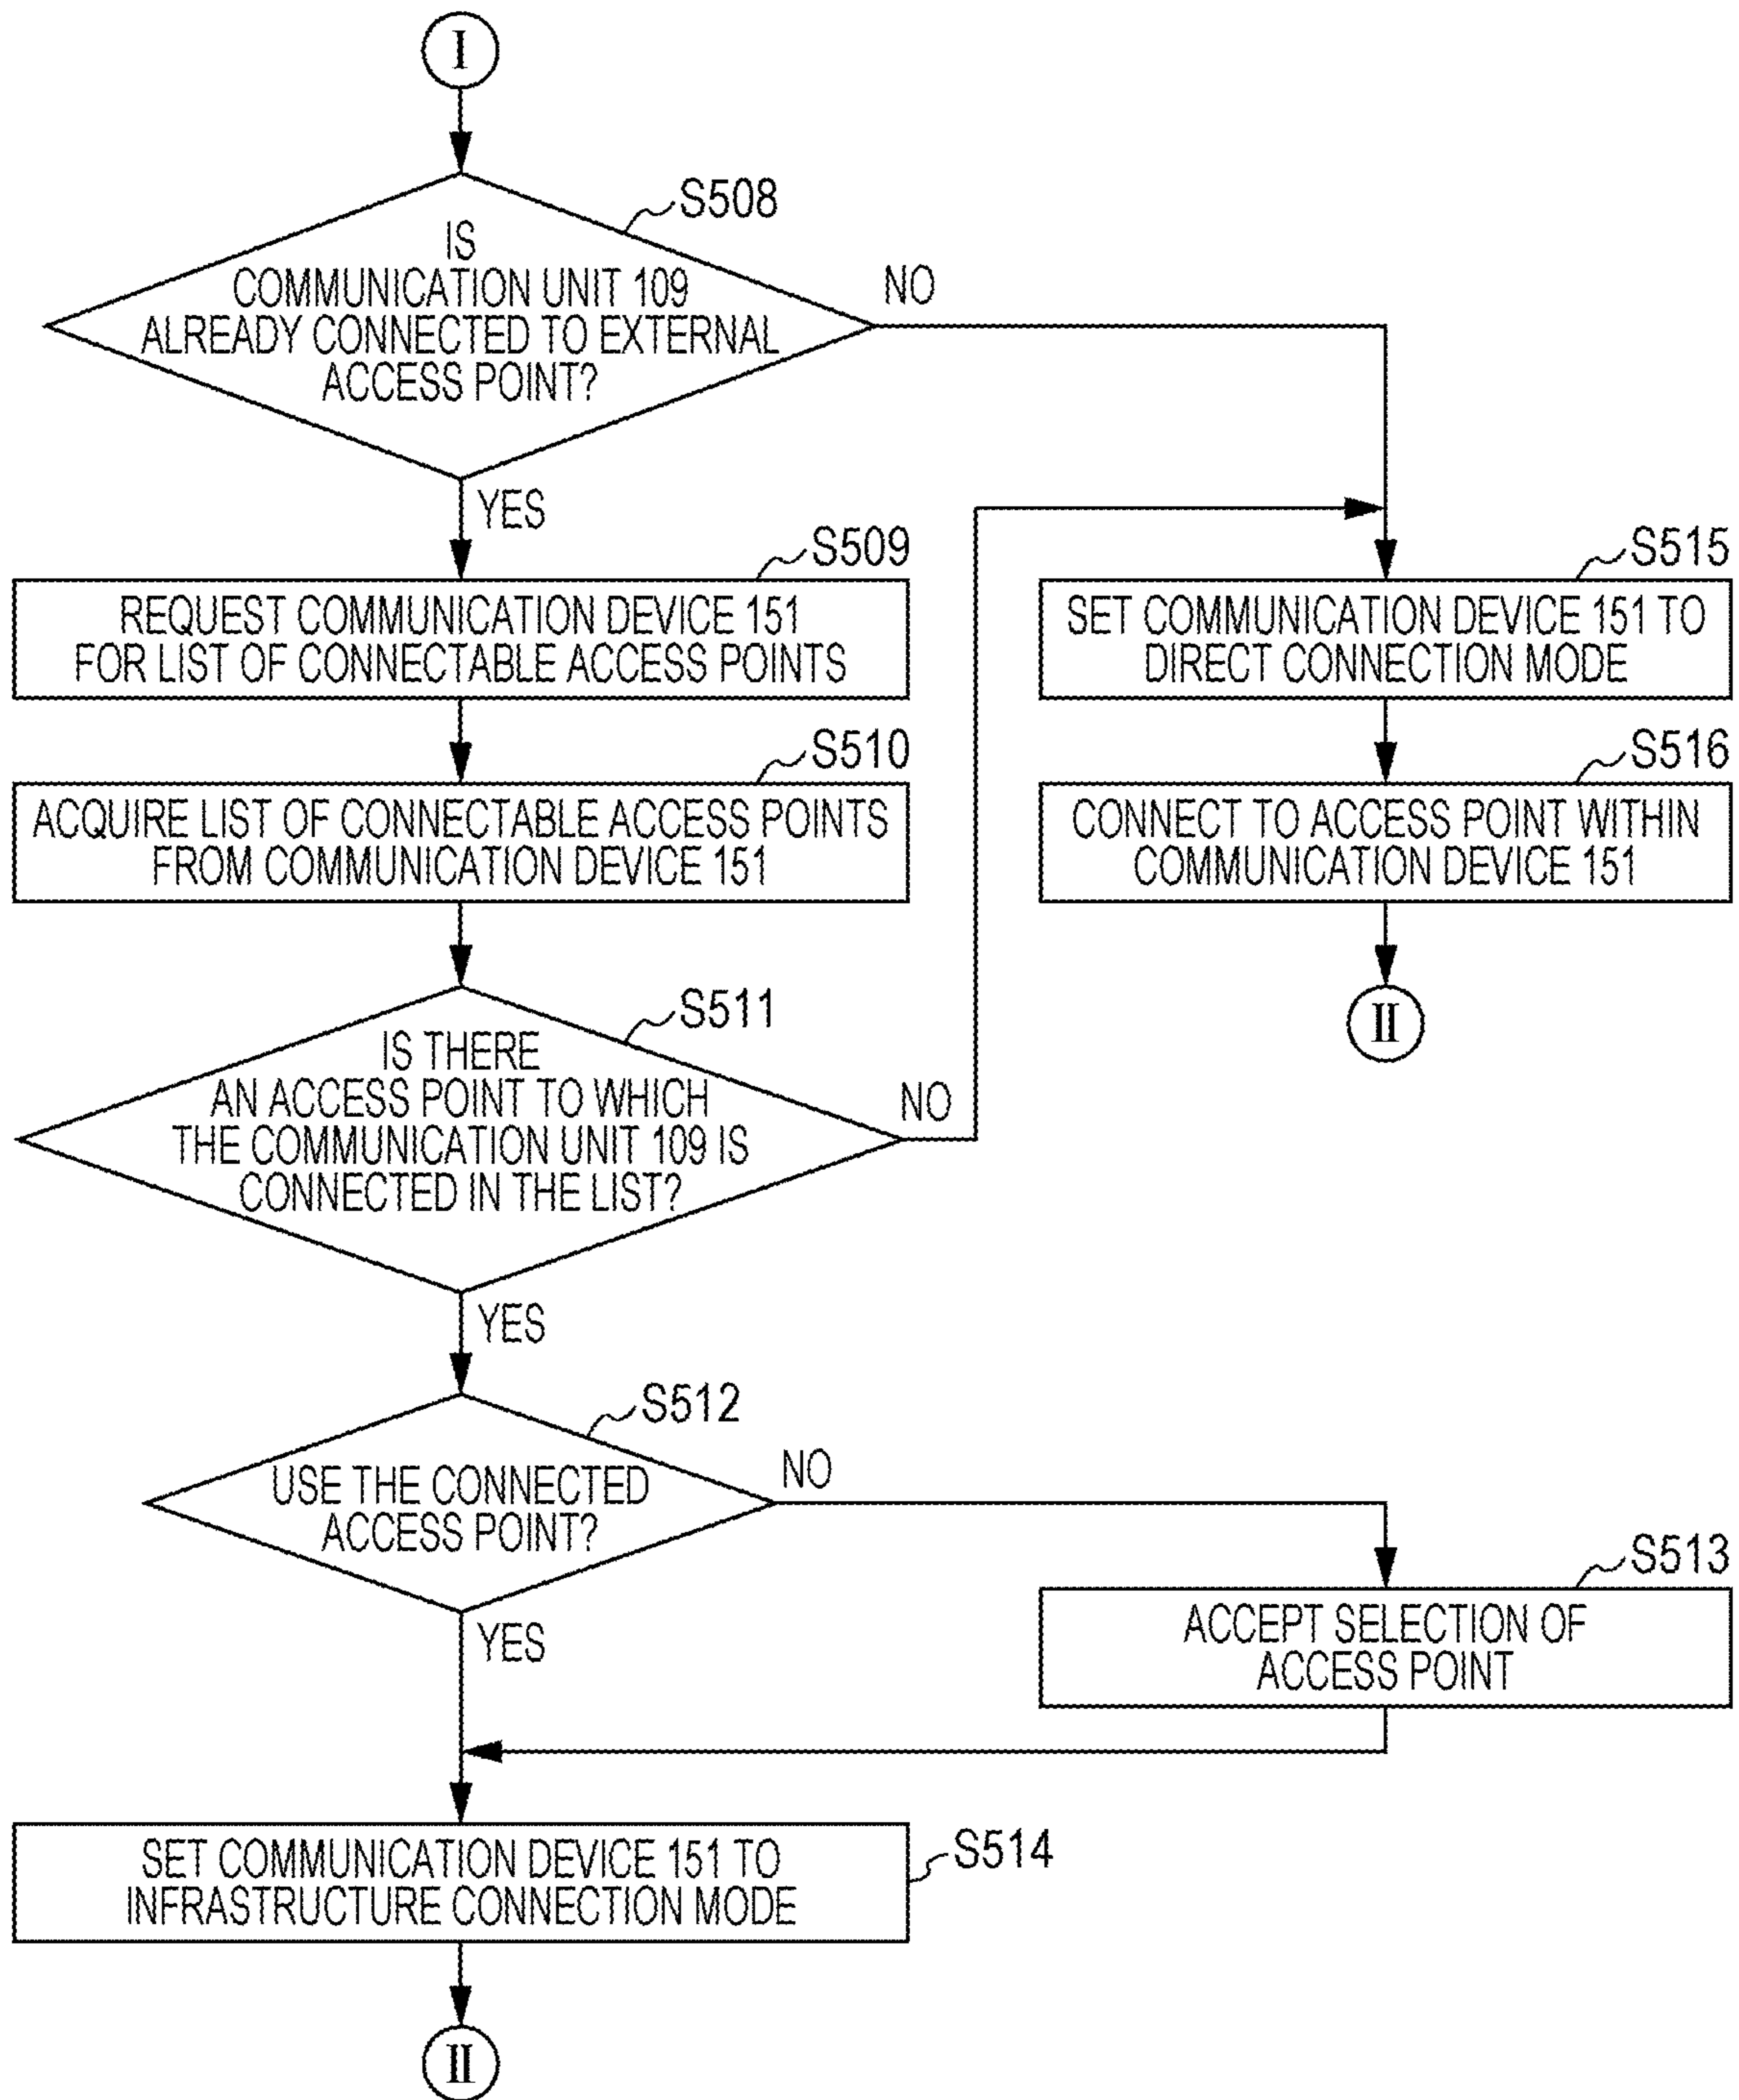 I
S508
IS
COMMUNICATION UNIT 109
ALREADY CONNECTED TO EXTERNAL
ACCESS POINT?
NO
YES
S509
REQUEST COMMUNICATION DEVICE 151
FOR LIST OF CONNECTABLE ACCESS POINTS
S515
SET COMMUNICATION DEVICE 151 TO
DIRECT CONNECTION MODE
S510
ACQUIRE LIST OF CONNECTABLE ACCESS POINTS
FROM COMMUNICATION DEVICE 151
S516
CONNECT TO ACCESS POINT WITHIN
COMMUNICATION DEVICE 151
II
S511
IS THERE
AN ACCESS POINT TO WHICH
THE COMMUNICATION UNIT 109 IS
CONNECTED IN THE LIST?
NO
YES
S512
USE THE CONNECTED
ACCESS POINT?
NO
YES
S513
ACCEPT SELECTION OF
ACCESS POINT
S514
SET COMMUNICATION DEVICE 151 TO
INFRASTRUCTURE CONNECTION MODE
II